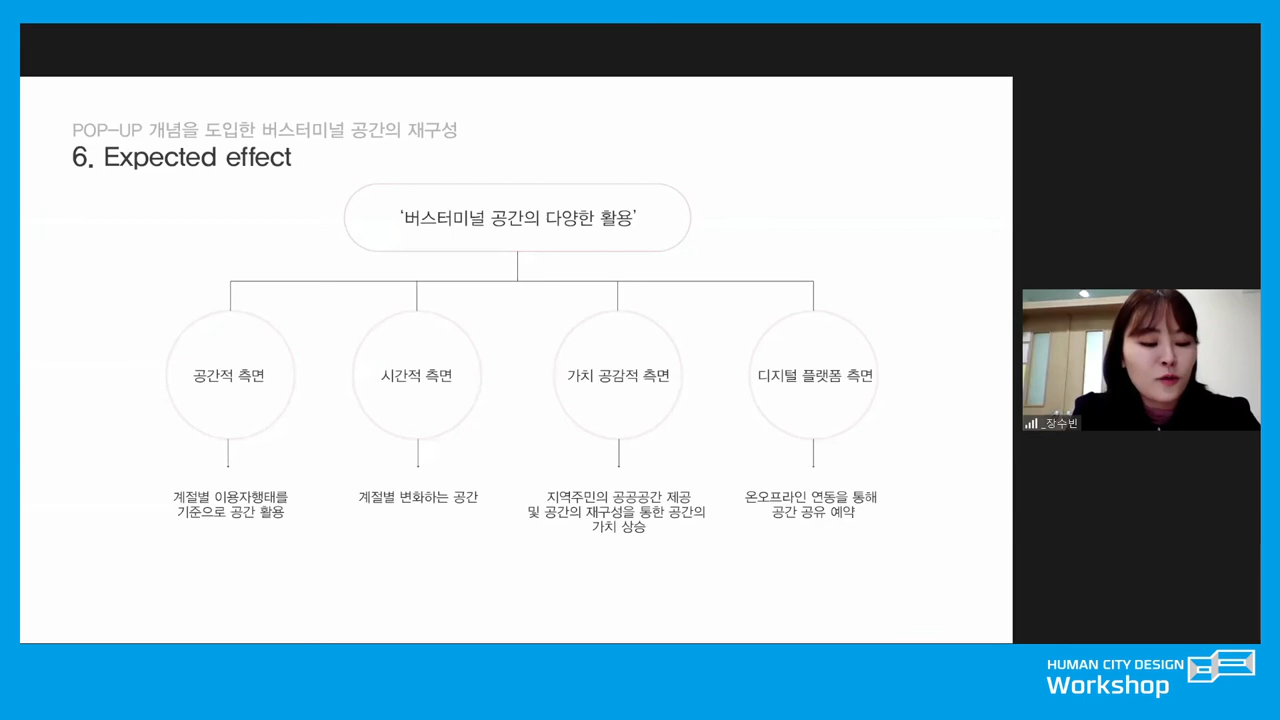 POP-UP 개념을 도입한 버스터미널 공간의 재구성
6. Expected effect
‘버스터미널 공간의 다양한 활용’
공간적 측면
시간적 측면
가치 공감적 측면
디지털 플랫폼 측면
계절별 이용자행태를
기준으로 공간 활용
계절별 변화하는 공간
지역주민의 공공공간 제공
및 공간의 재구성을 통한 공간의
가치 상승
온오프라인 연동을 통해
공간 공유 예약
_장수빈
HUMAN CITY DESIGN
Workshop